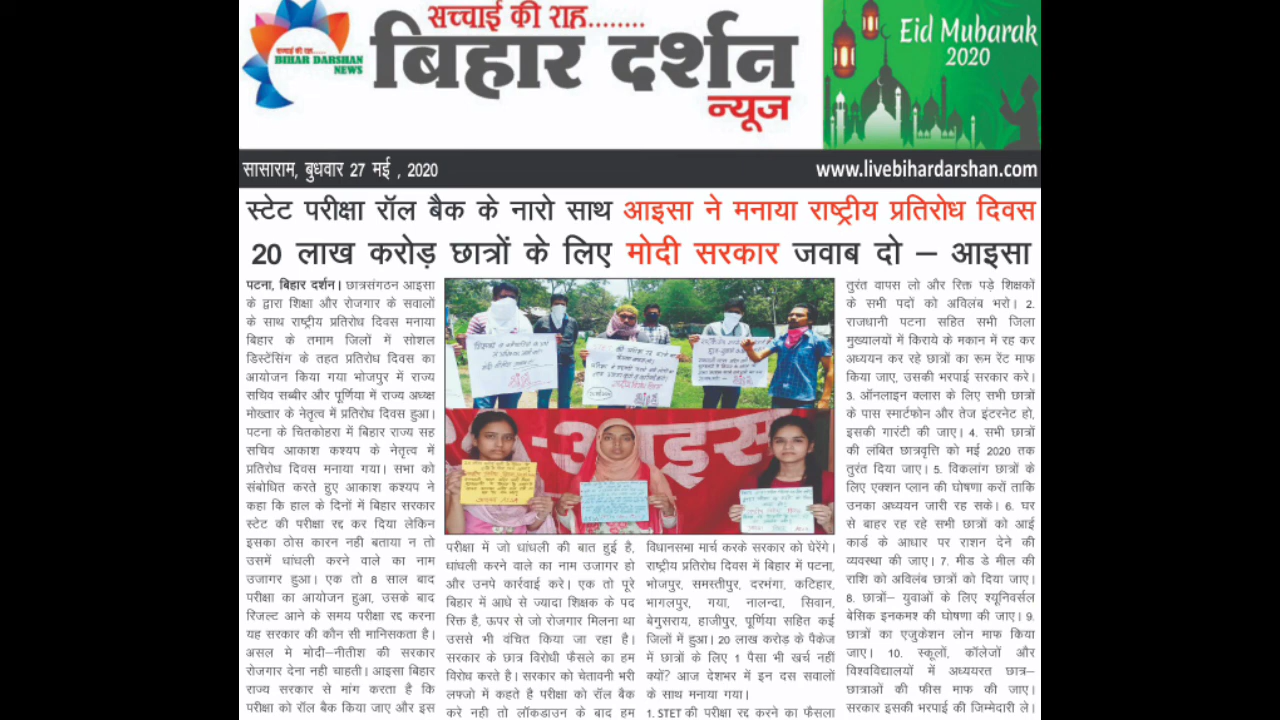 सच्चाई की राह........
बिहार दर्शन
न्यूज
सच्चाई की राह......
BIHAR DARSHAN
NEWS
Eid Mubarak
2020
सासाराम, बुधवार 27 मई , 2020
www.livebihardarshan.com
स्टेट परीक्षा रॉल बैक के नारो साथ आइसा ने मनाया राष्ट्रीय प्रतिरोध दिवस
20 लाख करोड़ छात्रों के लिए मोदी सरकार जवाब दो – आइसा
पटना, बिहार दर्शन। छात्रसंगठन आइसा
के द्वारा शिक्षा और रोजगार के सवालों
के साथ राष्ट्रीय प्रतिरोध दिवस मनाया
बिहार के तमाम जिलों में सोशल
डिस्टेंसिंग के तहत प्रतिरोध दिवस का
आयोजन किया गया भोजपुर में राज्य
सचिव सब्बीर और पूर्णिया में राज्य अध्यक्ष
मोख्तार के नेतृत्व में प्रतिरोध दिवस हुआ।
पटना के चितकोहरा में बिहार राज्य सह
सचिव आकाश कश्यप के नेतृत्व में
प्रतिरोध दिवस मनाया गया। सभा को
संबोधित करते हुए आकाश कश्यप ने
कहा कि हाल के दिनों में बिहार सरकार
स्टेट की परीक्षा रद्द कर दिया लेकिन
इसका ठोस कारन नही बताया न तो
उसमें धांधली करने वाले का नाम
उजागर हुआ। एक तो 8 साल बाद
परीक्षा का आयोजन हुआ, उसके बाद
रिजल्ट आने के समय परीक्षा रद्द करना
यह सरकार की कौन सी मानिसकता है।
असल मे मोदी–नीतीश की सरकार
रोजगार देना नही चाहती। आइसा बिहार
राज्य सरकार से मांग करता है कि
परीक्षा को रॉल बैक किया जाए और इस
आइसा
परीक्षा में जो धांधली की बात हुई है,
धांधली करने वाले का नाम उजागर हो
और उनपे कार्रवाई करे। एक तो पूरे
बिहार में आधे से ज्यादा शिक्षक के पद
रिक्त है, ऊपर से जो रोजगार मिलना था
उससे भी वंचित किया जा रहा है।
सरकार के छात्र विरोधी फैसले का हम
विरोध करते है। सरकार को चेतावनी भरी
लफ्जो में कहते है परीक्षा को रॉल बैक
करे नही तो लॉकडाउन के बाद हम
विधानसभा मार्च करके सरकार को घेरेंगे।
राष्ट्रीय प्रतिरोध दिवस में बिहार में पटना,
भोजपुर, समस्तीपुर, दरभंगा, कटिहार,
भागलपुर, गया, नालन्दा, सिवान,
बेगुसराय, हाजीपुर, पूर्णिया सहित कई
जिलों में हुआ। 20 लाख करोड़ के पैकेज
में छात्रों के लिए 1 पैसा भी खर्च नहीं
क्यों? आज देशभर में इन दस सवालों
के साथ मनाया गया।
1. STET की परीक्षा रद्द करने का फैसला
तुरंत वापस लो और रिक्त पड़े शिक्षकों
के सभी पदों को अविलंब भरो। 2.
राजधानी पटना सहित सभी जिला
मुख्यालयों में किराये के मकान में रह कर
अध्ययन कर रहे छात्रों का रूम रेंट माफ
किया जाए, उसकी भरपाई सरकार करे।
3. ऑनलाइन क्लास के लिए सभी छात्रों
के पास स्मार्टफोन और तेज इंटरनेट हो,
इसकी गारंटी की जाए। 4. सभी छात्रों
की लंबित छात्रवृत्ति को मई 2020 तक
तुरंत दिया जाए। 5. विकलांग छात्रों के
लिए एक्शन प्लान की घोषणा करों ताकि
उनका अध्ययन जारी रह सके। 6. घर
से बाहर रह रहे सभी छात्रों को आई
कार्ड के आधार पर राशन देने की
व्यवस्था की जाए। 7. मीड डे मील की
राशि को अविलंब छात्रों को दिया जाए।
8. छात्रों– युवाओं के लिए श्यूनिवर्सल
बेसिक इनकमश् की घोषणा की जाए। 9.
छात्रों का एजुकेशन लोन माफ किया
जाए। 10. स्कूलों, कॉलेजों और
विश्वविद्यालयों में अध्ययरत छात्र–
छात्राओं की फीस माफ की जाए।
सरकार इसकी भरपाई की जिम्मेदारी ले।